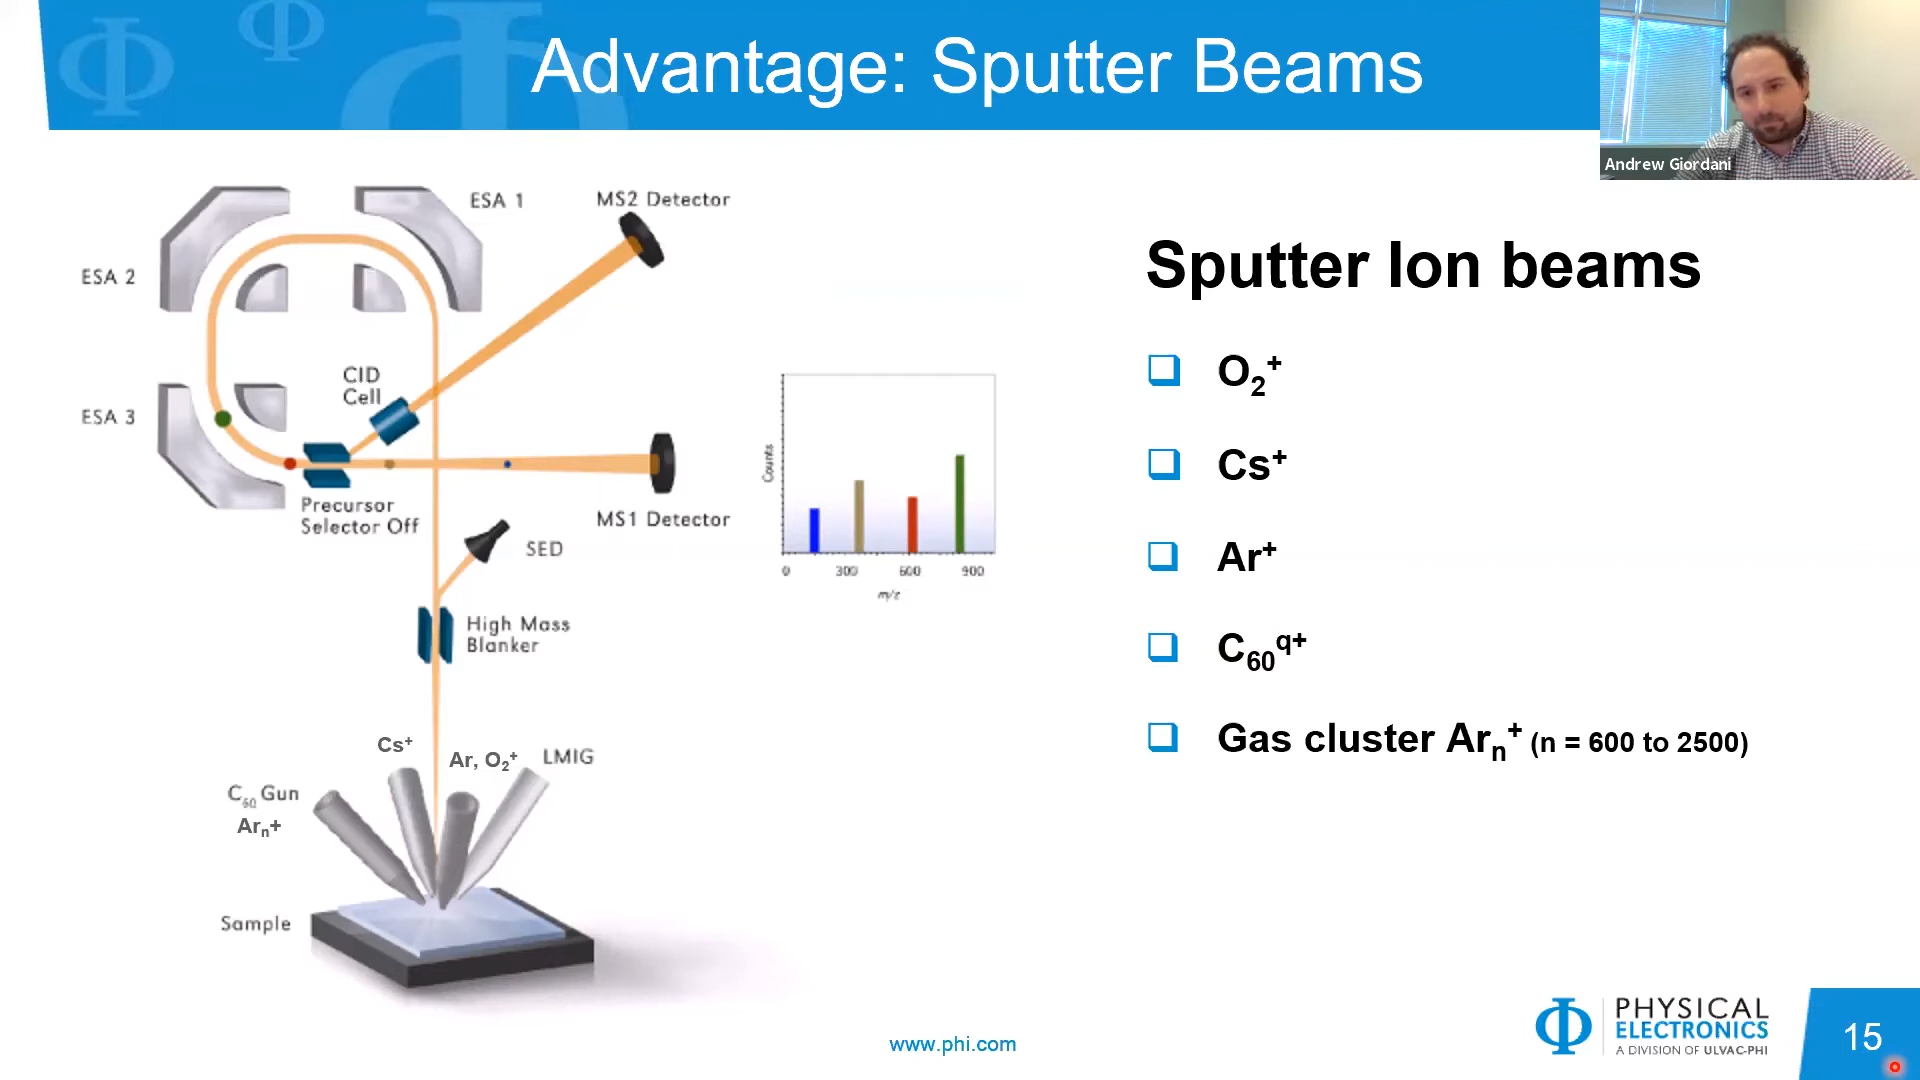 Advantage: Sputter Beams
Andrew Giordani
ESA 1
MS2 Detector
ESA 2
CID
Cell
ESA 3
Precursor
Selector Off
MS1 Detector
SED
High Mass
Blanker
Counts
0 300 600 900
m/z
Cs⁺
Ar, O₂⁺
LMIG
C₆₀ Gun
Arₙ+
Sample
Sputter Ion beams
❑ O₂⁺
❑ Cs⁺
❑ Ar⁺
❑ C₆₀q⁺
❑ Gas cluster Arₙ⁺ (n = 600 to 2500)
www.phi.com
PHYSICAL
ELECTRONICS
A DIVISION OF ULVAC-PHI
15